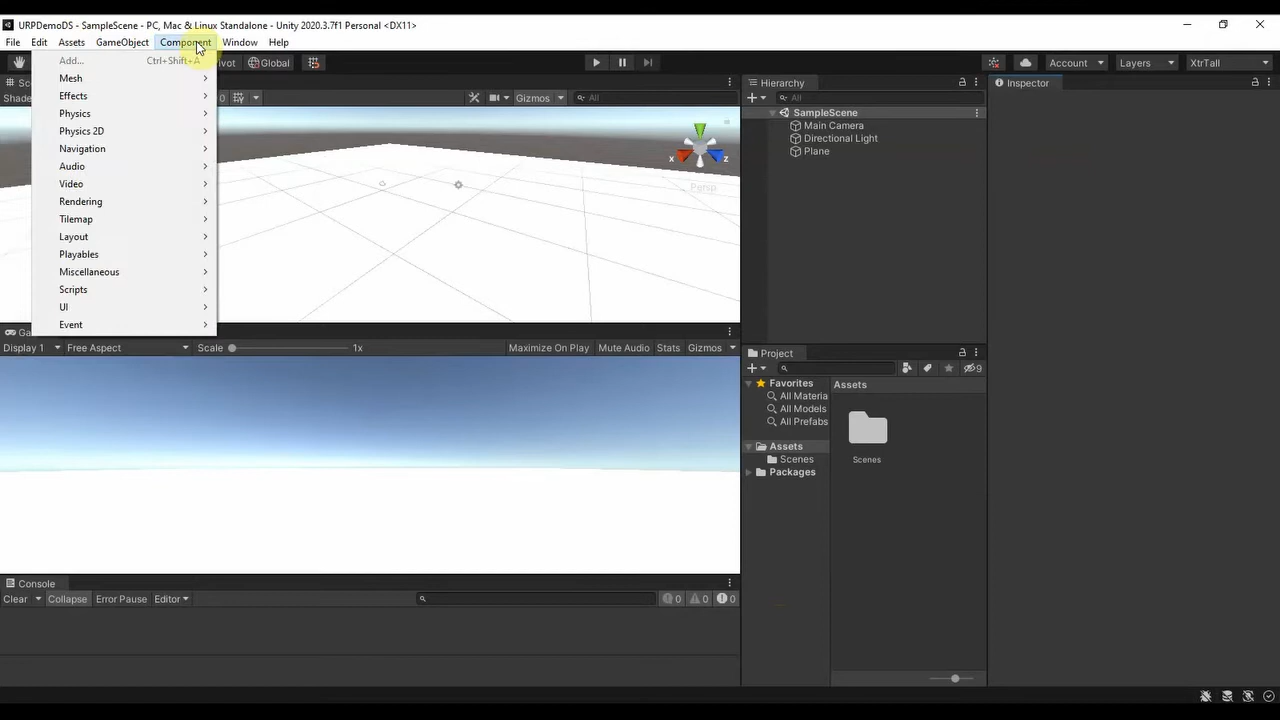 URPDemoDS - SampleScene - PC, Mac & Linux Standalone - Unity 2020.3.7f1 Personal <DX11>
File Edit Assets GameObject Component Window Help
Add... Ctrl+Shift+A
Mesh
Effects
Physics
Physics 2D
Navigation
Audio
Video
Rendering
Tilemap
Layout
Playables
Miscellaneous
Scripts
UI
Event
Global
Account Layers XtrTall
Shade
Gizmos All
x z
Persp
Display 1 Free Aspect Scale 1x Maximize On Play Mute Audio Stats Gizmos
Console
Clear Collapse Error Pause Editor 0 0 0
Hierarchy
All
SampleScene
Main Camera
Directional Light
Plane
Project
9
Favorites
All Materia
All Models
All Prefabs
Assets
Scenes
Packages
Assets
Scenes
Inspector